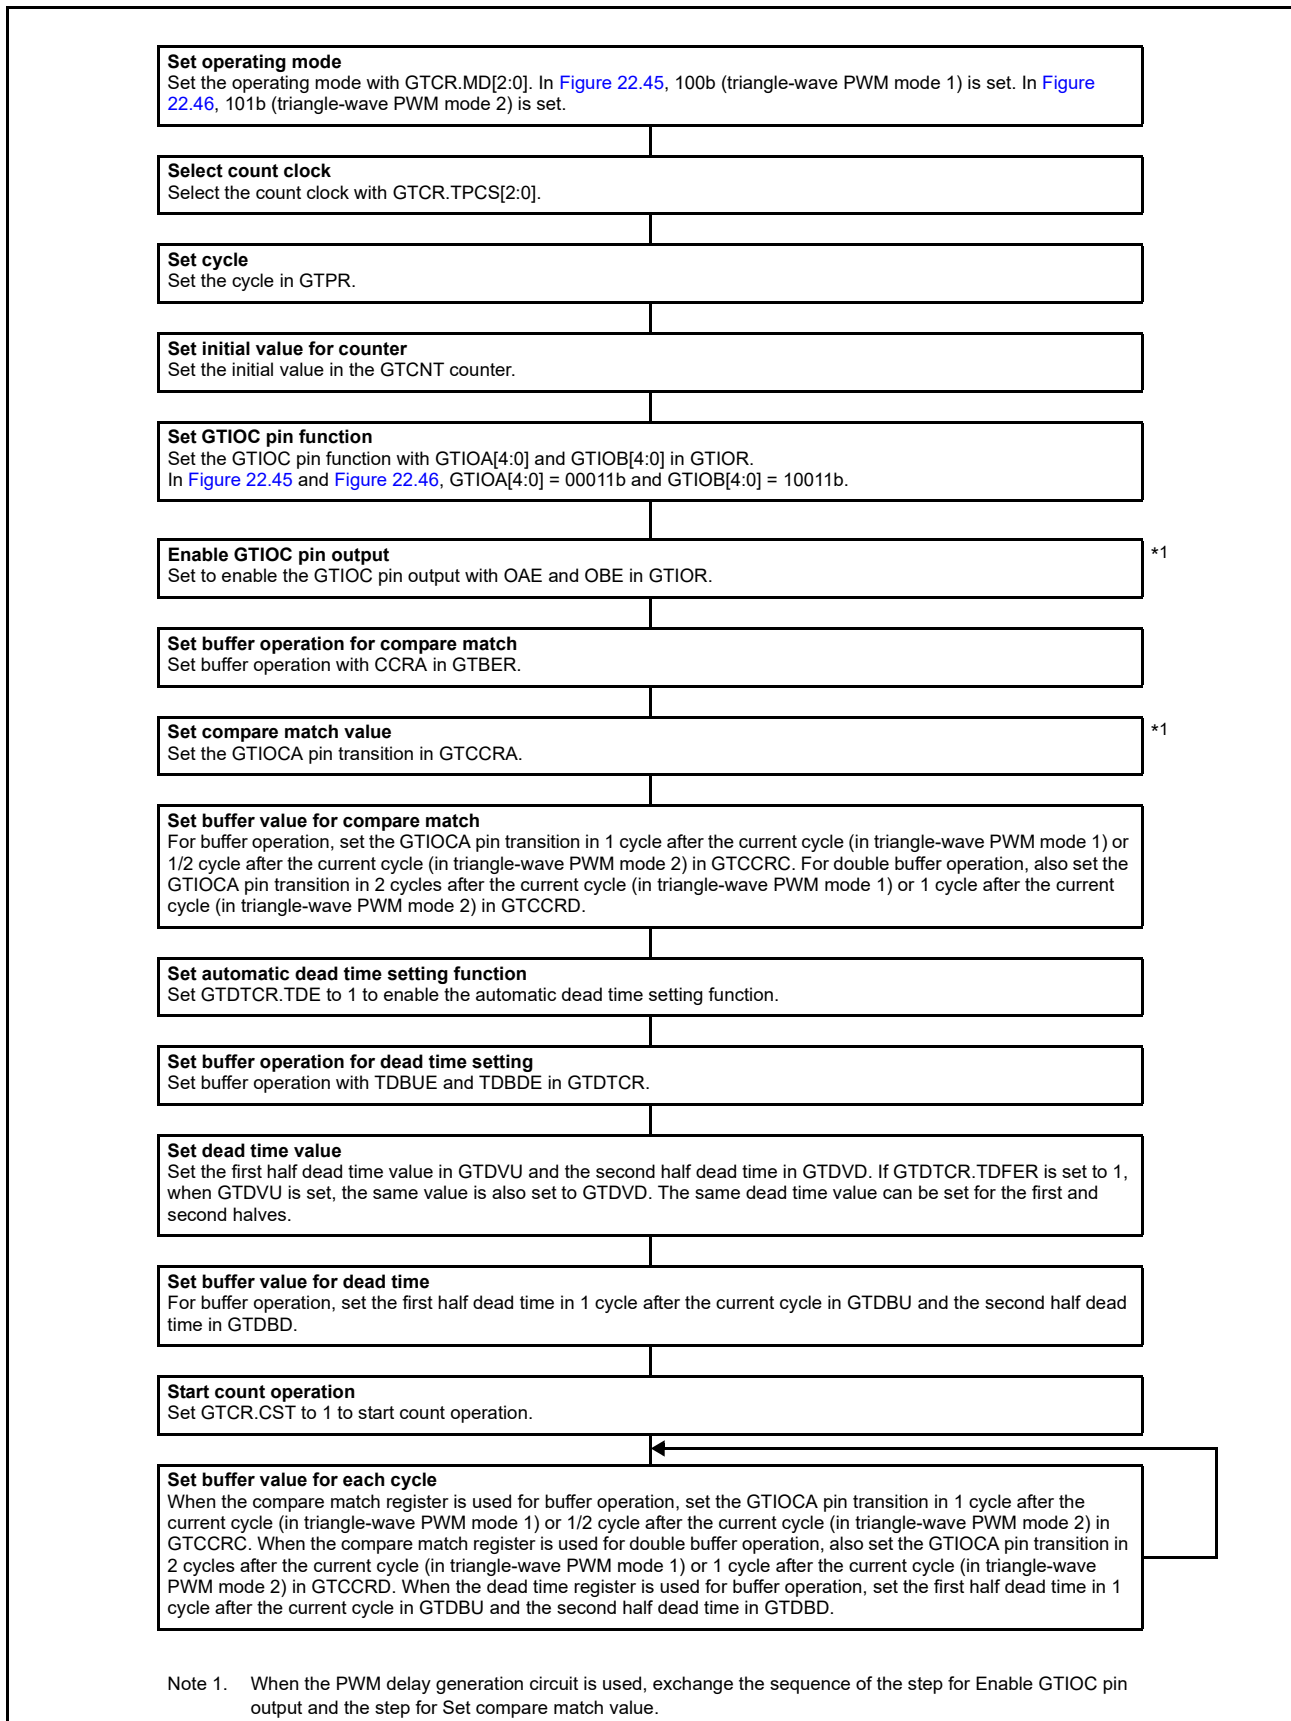 Set operating mode
Set the operating mode with GTCR.MD[2:0]. In Figure 22.45, 100b (triangle-wave PWM mode 1) is set. In Figure
22.46, 101b (triangle-wave PWM mode 2) is set.
Select count clock
Select the count clock with GTCR.TPCS[2:0].
Set cycle
Set the cycle in GTPR.
Set initial value for counter
Set the initial value in the GTCNT counter.
Set GTIOC pin function
Set the GTIOC pin function with GTIOA[4:0] and GTIOB[4:0] in GTIOR.
In Figure 22.45 and Figure 22.46, GTIOA[4:0] = 00011b and GTIOB[4:0] = 10011b.
Enable GTIOC pin output
*1
Set to enable the GTIOC pin output with OAE and OBE in GTIOR.
Set buffer operation for compare match
Set buffer operation with CCRA in GTBER.
Set compare match value
*1
Set the GTIOCA pin transition in GTCCRA.
Set buffer value for compare match
For buffer operation, set the GTIOCA pin transition in 1 cycle after the current cycle (in triangle-wave PWM mode 1) or
1/2 cycle after the current cycle (in triangle-wave PWM mode 2) in GTCCRC. For double buffer operation, also set the
GTIOCA pin transition in 2 cycles after the current cycle (in triangle-wave PWM mode 1) or 1 cycle after the current
cycle (in triangle-wave PWM mode 2) in GTCCRD.
Set automatic dead time setting function
Set GTDTCR.TDE to 1 to enable the automatic dead time setting function.
Set buffer operation for dead time setting
Set buffer operation with TDBUE and TDBDE in GTDTCR.
Set dead time value
Set the first half dead time value in GTDVU and the second half dead time in GTDVD. If GTDTCR.TDFER is set to 1,
when GTDVU is set, the same value is also set to GTDVD. The same dead time value can be set for the first and
second halves.
Set buffer value for dead time
For buffer operation, set the first half dead time in 1 cycle after the current cycle in GTDBU and the second half dead
time in GTDBD.
Start count operation
Set GTCR.CST to 1 to start count operation.
Set buffer value for each cycle
When the compare match register is used for buffer operation, set the GTIOCA pin transition in 1 cycle after the
current cycle (in triangle-wave PWM mode 1) or 1/2 cycle after the current cycle (in triangle-wave PWM mode 2) in
GTCCRC. When the compare match register is used for double buffer operation, also set the GTIOCA pin transition in
2 cycles after the current cycle (in triangle-wave PWM mode 1) or 1 cycle after the current cycle (in triangle-wave
PWM mode 2) in GTCCRD. When the dead time register is used for buffer operation, set the first half dead time in 1
cycle after the current cycle in GTDBU and the second half dead time in GTDBD.
Note 1. When the PWM delay generation circuit is used, exchange the sequence of the step for Enable GTIOC pin
output and the step for Set compare match value.